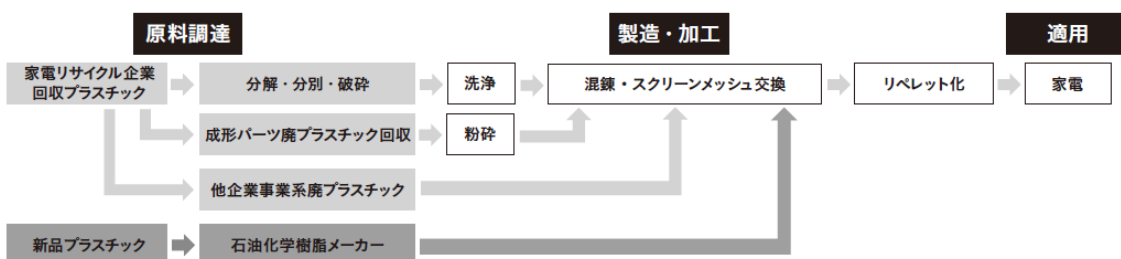 原料調達
製造・加工
適用
家電リサイクル企業
回収プラスチック
分解・分別・破砕
洗浄
混錬・スクリーンメッシュ交換
リペレット化
家電
成形パーツ廃プラスチック回収
粉砕
他企業事業系廃プラスチック
新品プラスチック
石油化学樹脂メーカー